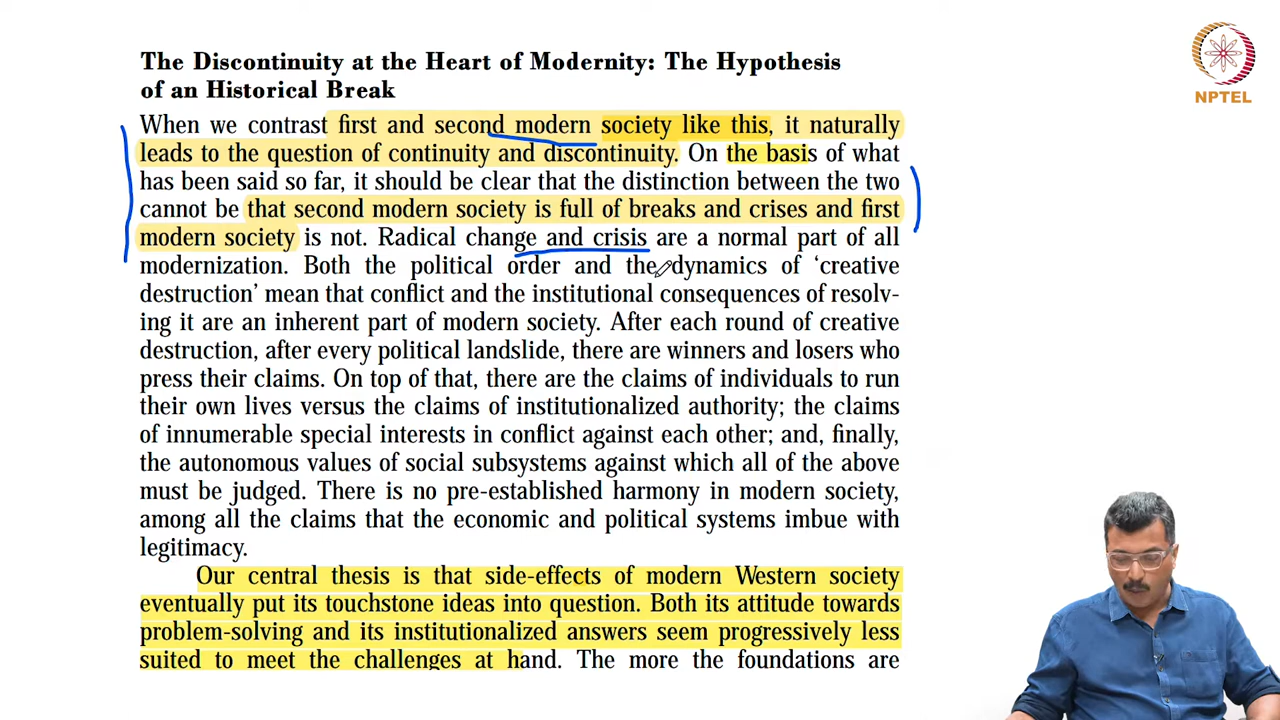 The Discontinuity at the Heart of Modernity: The Hypothesis
of an Historical Break
When we contrast first and second modern society like this, it naturally
leads to the question of continuity and discontinuity. On the basis of what
has been said so far, it should be clear that the distinction between the two
cannot be that second modern society is full of breaks and crises and first
modern society is not. Radical change and crisis are a normal part of all
modernization. Both the political order and the dynamics of ‘creative
destruction’ mean that conflict and the institutional consequences of resolv-
ing it are an inherent part of modern society. After each round of creative
destruction, after every political landslide, there are winners and losers who
press their claims. On top of that, there are the claims of individuals to run
their own lives versus the claims of institutionalized authority; the claims
of innumerable special interests in conflict against each other; and, finally,
the autonomous values of social subsystems against which all of the above
must be judged. There is no pre-established harmony in modern society,
among all the claims that the economic and political systems imbue with
legitimacy.
Our central thesis is that side-effects of modern Western society
eventually put its touchstone ideas into question. Both its attitude towards
problem-solving and its institutionalized answers seem progressively less
suited to meet the challenges at hand. The more the foundations are
NPTEL